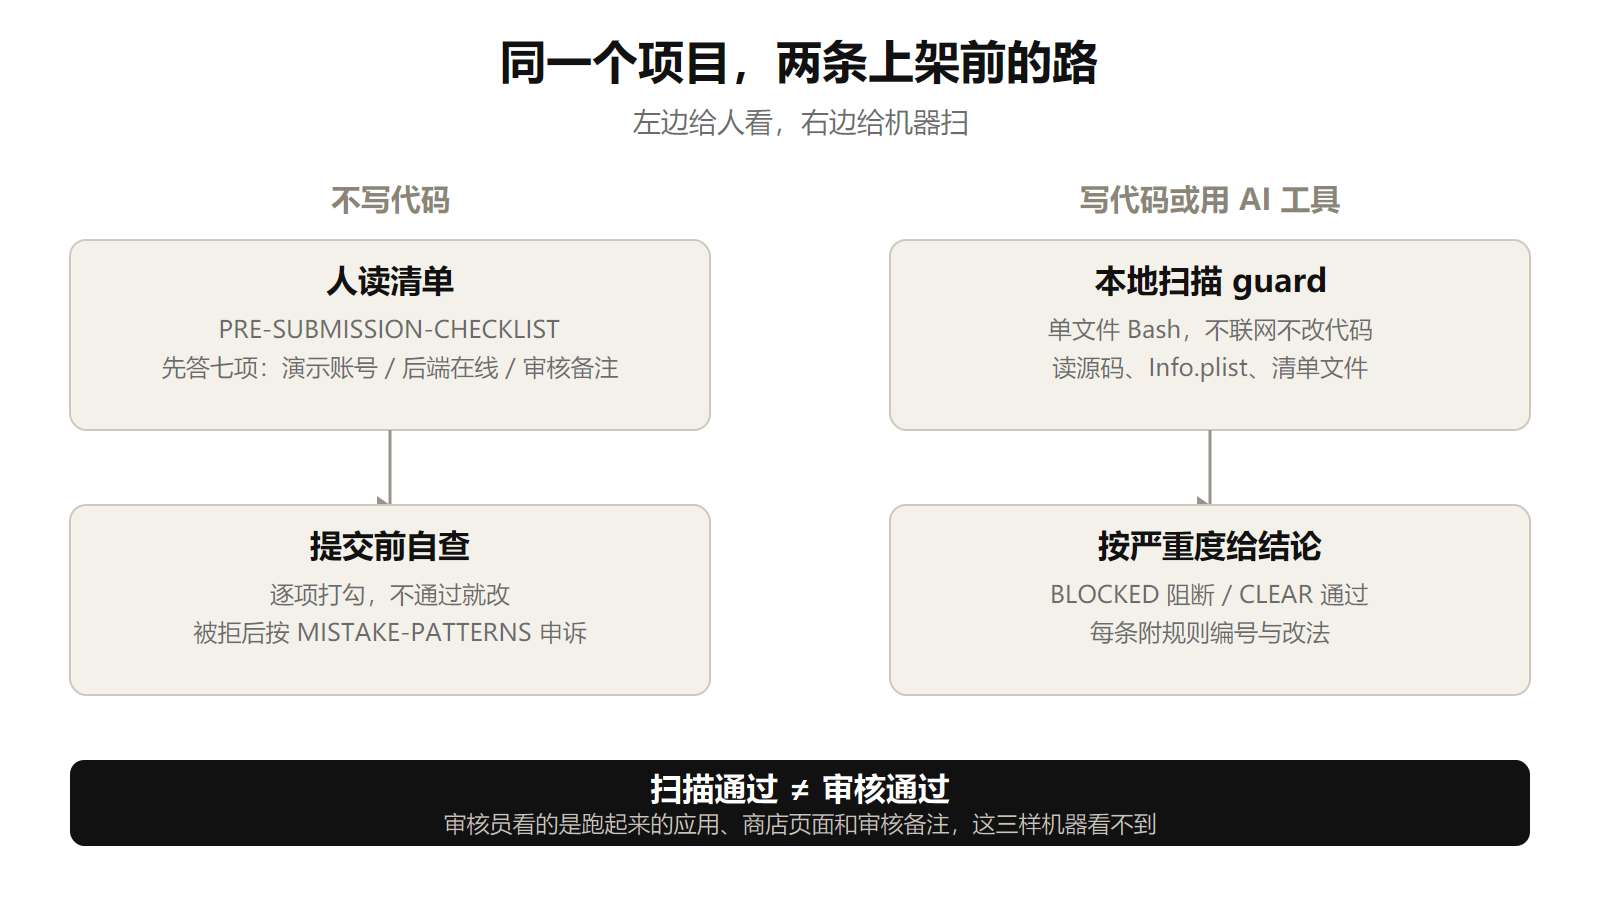 同一个项目，两条上架前的路
左边给人看，右边给机器扫
不写代码
人读清单
PRE-SUBMISSION-CHECKLIST
先答七项：演示账号 / 后端在线 / 审核备注
提交前自查
逐项打勾，不通过就改
被拒后按 MISTAKE-PATTERNS 申诉
写代码或用 AI 工具
本地扫描 guard
单文件 Bash，不联网不改代码
读源码、Info.plist、清单文件
按严重度给结论
BLOCKED 阻断 / CLEAR 通过
每条附规则编号与改法
扫描通过 ≠ 审核通过
审核员看的是跑起来的应用、商店页面和审核备注，这三样机器看不到